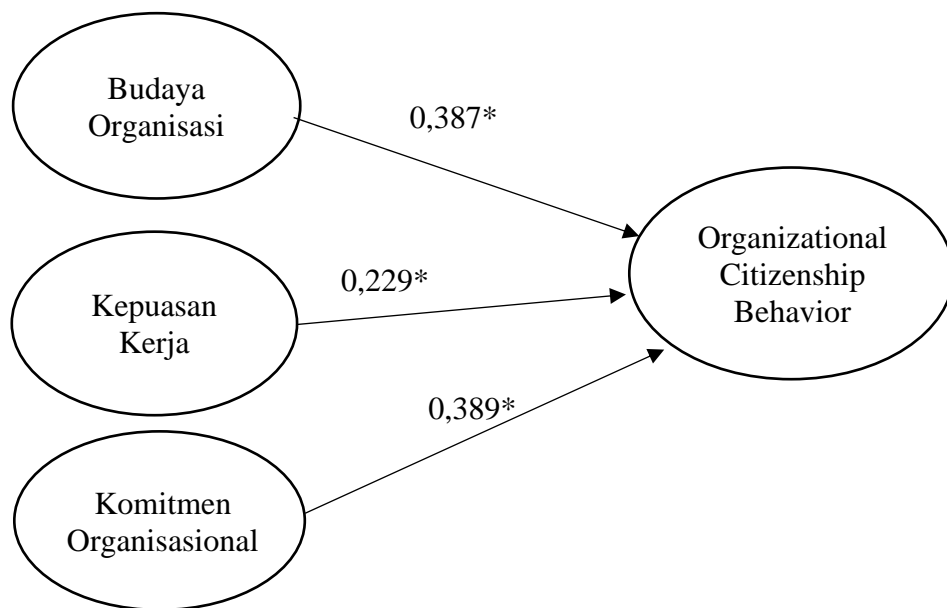 Budaya
Organisasi
0,387*
Organizational
Citizenship
Behavior
0,229*
Kepuasan
Kerja
0,389*
Komitmen
Organisasional